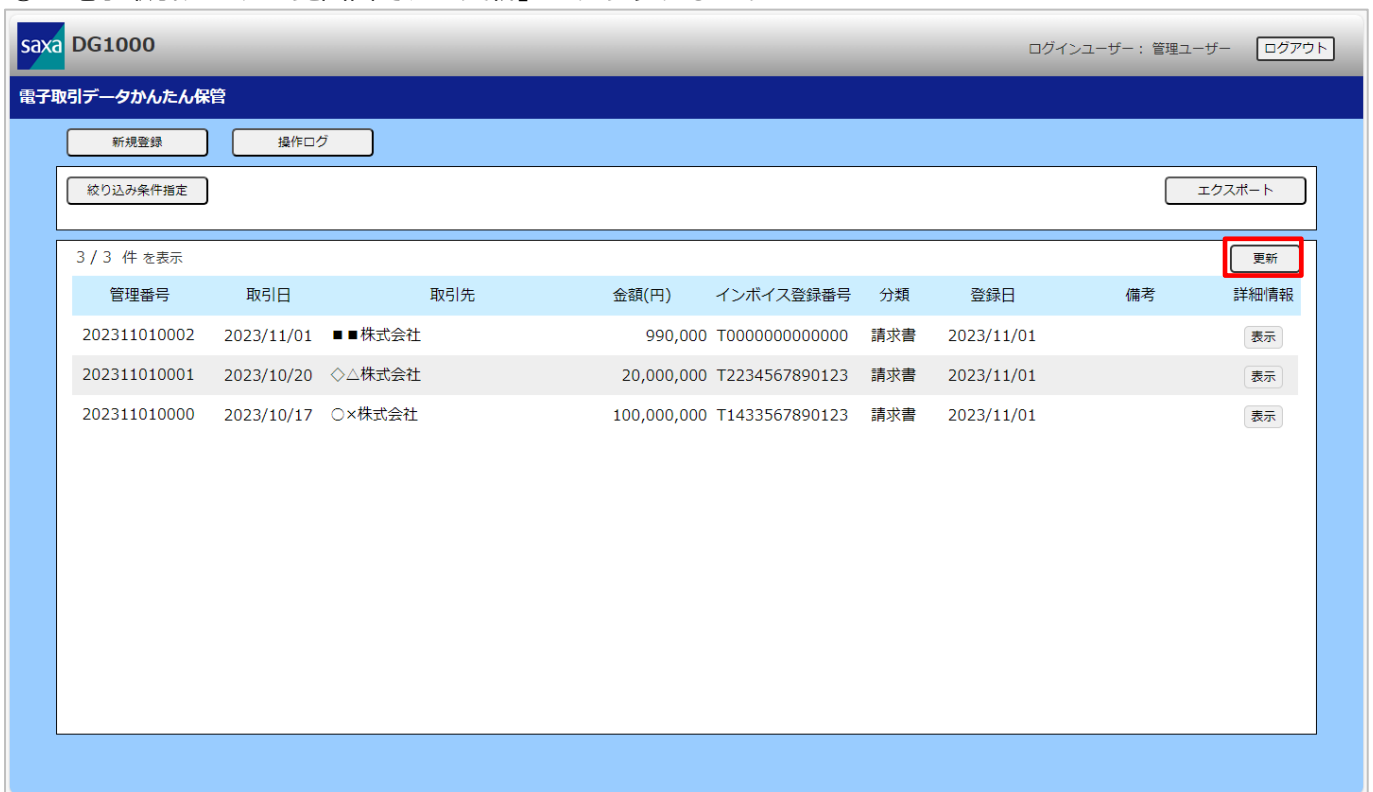 saxa DG1000
ログインユーザー： 管理ユーザー ログアウト
電子取引データかんたん保管
新規登録 操作ログ
絞り込み条件指定 エクスポート
3 / 3 件 を表示 更新
管理番号 取引日 取引先 金額(円) インボイス登録番号 分類 登録日 備考 詳細情報
202311010002 2023/11/01 ■■株式会社 990,000 T0000000000000 請求書 2023/11/01 表示
202311010001 2023/10/20 ◇△株式会社 20,000,000 T2234567890123 請求書 2023/11/01 表示
202311010000 2023/10/17 ○×株式会社 100,000,000 T1433567890123 請求書 2023/11/01 表示